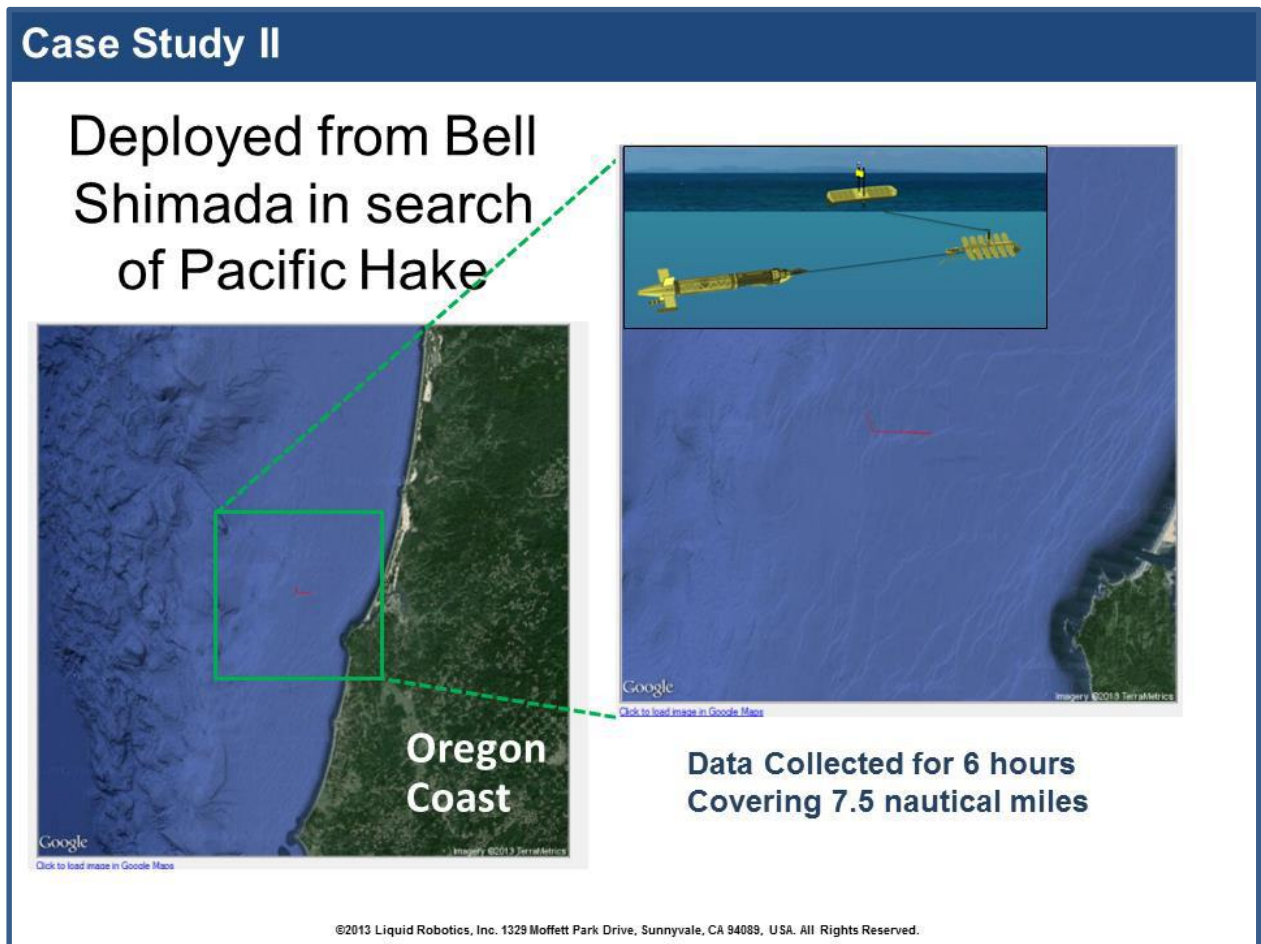 Case Study II
Deployed from Bell
Shimada in search
of Pacific Hake
Oregon
Coast
Google
Imagery ©2013 TerraMetrics
Click to load image in Google Maps
Google
Imagery ©2013 TerraMetrics
Click to load image in Google Maps
Data Collected for 6 hours
Covering 7.5 nautical miles
©2013 Liquid Robotics, Inc. 1329 Moffett Park Drive, Sunnyvale, CA 94089, USA. All Rights Reserved.